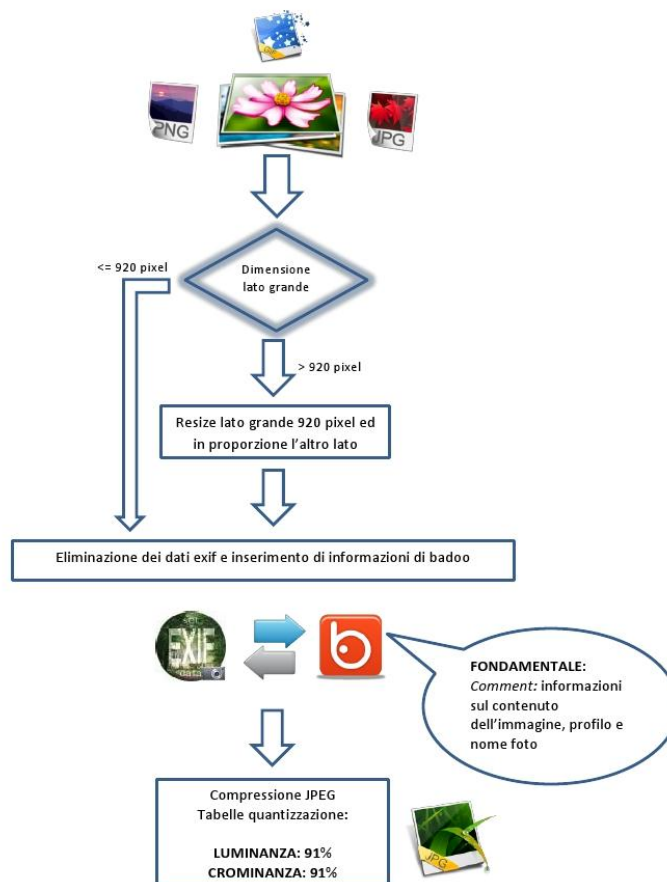 PNG
JPG
<= 920 pixel
Dimensione
lato grande
> 920 pixel
Resize lato grande 920 pixel ed
in proporzione l'altro lato
Eliminazione dei dati exif e inserimento di informazioni di badoo
EXIF
data
b
FONDAMENTALE:
Comment: informazioni
sul contenuto
dell'immagine, profilo e
nome foto
Compressione JPEG
Tabelle quantizzazione:
LUMINANZA: 91%
CROMINANZA: 91%
JPG